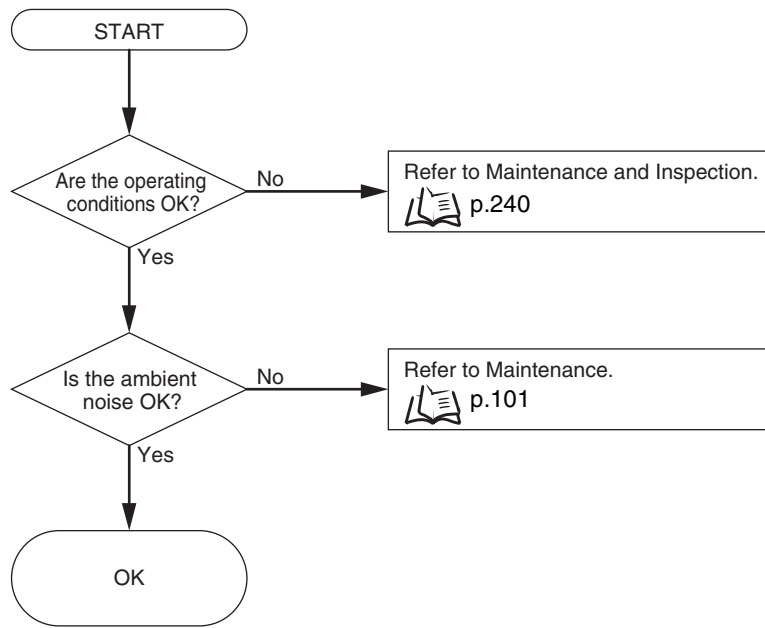 START
Are the operating
conditions OK?
No
Refer to Maintenance and Inspection.
p.240
Yes
Is the ambient
noise OK?
No
Refer to Maintenance.
p.101
Yes
OK